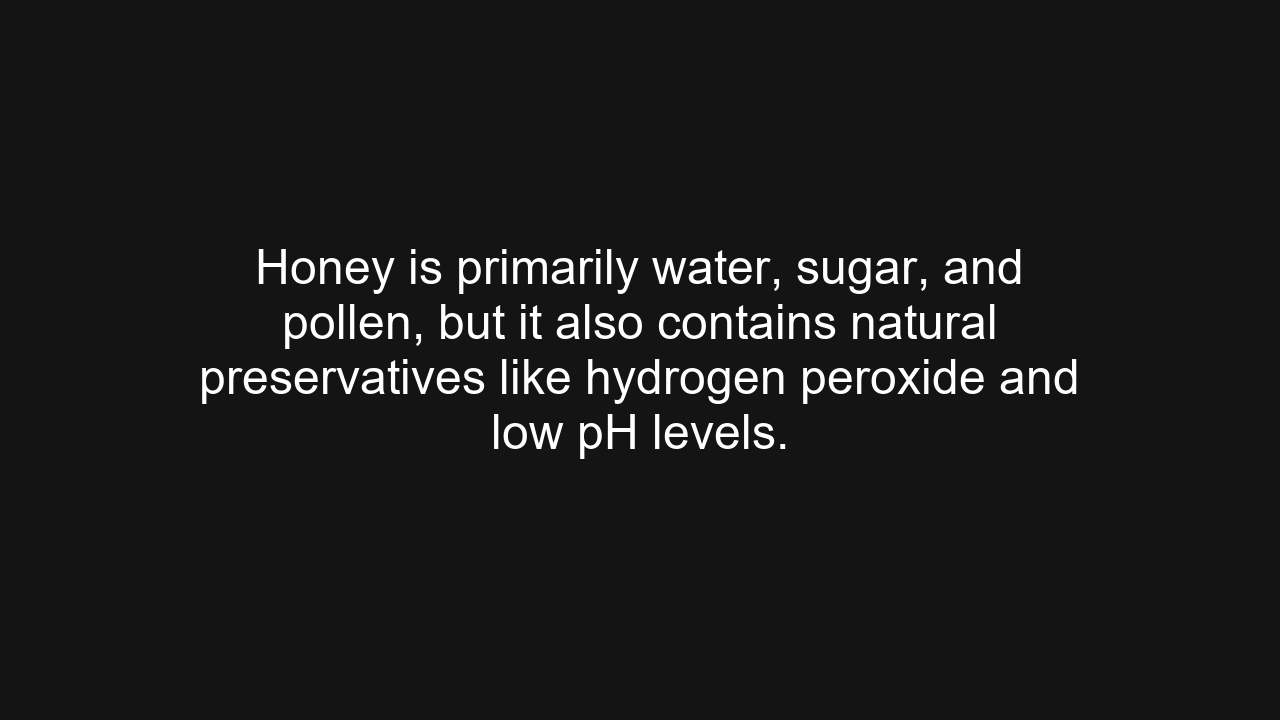 Honey is primarily water, sugar, and
pollen, but it also contains natural
preservatives like hydrogen peroxide and
low pH levels.